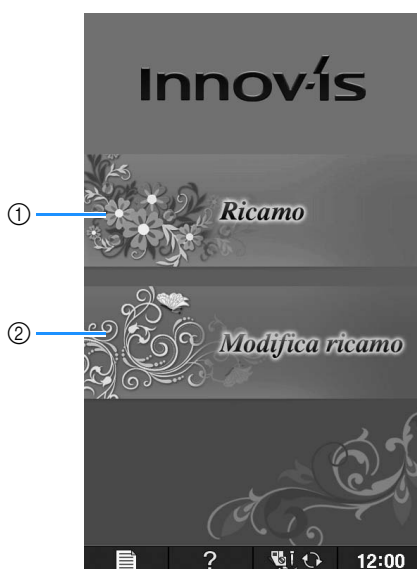 Innov-is
① Ricamo
② Modifica ricamo
? i 12:00